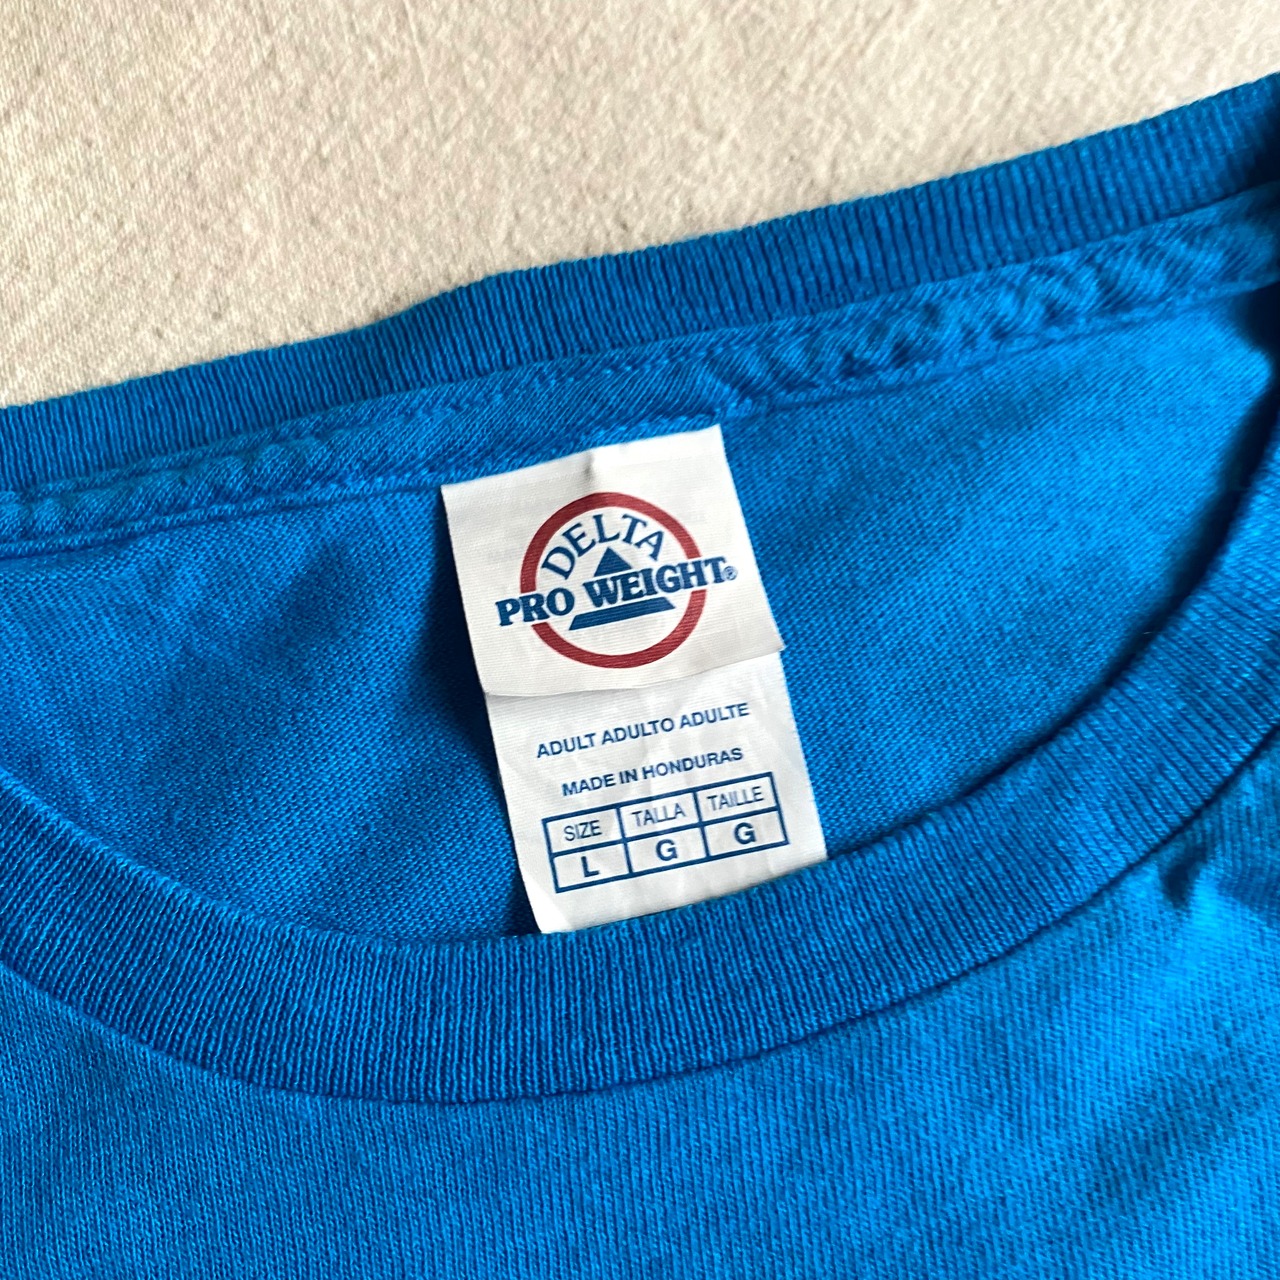 DELTA
PRO WEIGHT®
ADULT ADULTO ADULTE
MADE IN HONDURAS
SIZE TALLA TAILLE
L G G